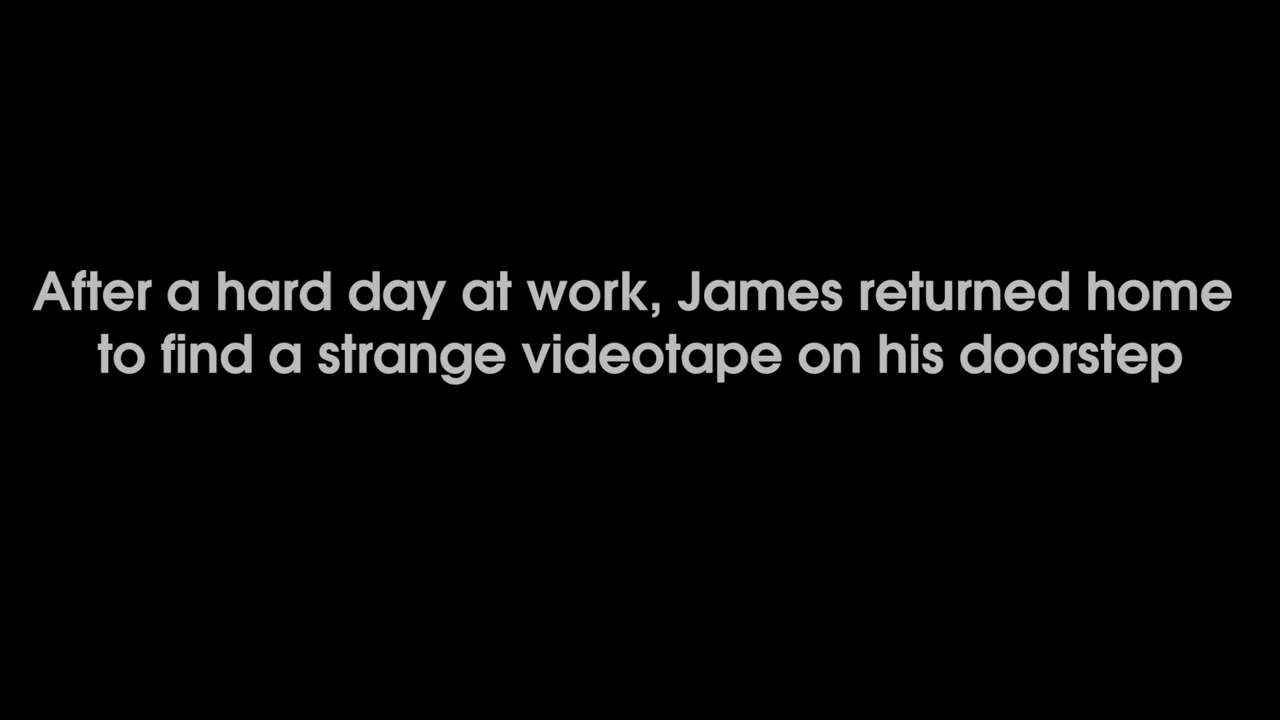 After a hard day at work, James returned home
to find a strange videotape on his doorstep